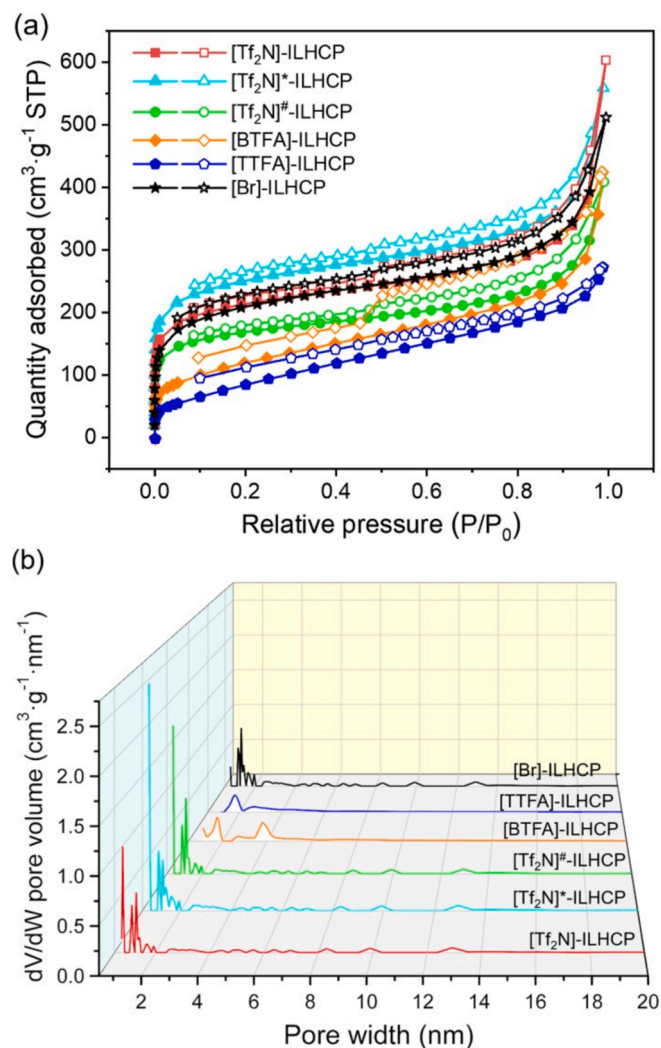 (a)
[Tf₂N]-ILHCP
[Tf₂N]*-ILHCP
[Tf₂N]#-ILHCP
[BTFA]-ILHCP
[TTFA]-ILHCP
[Br]-ILHCP
Quantity adsorbed (cm³·g⁻¹ STP)
600
500
400
300
200
100
0
0.0 0.2 0.4 0.6 0.8 1.0
Relative pressure (P/P₀)
(b)
dV/dW pore volume (cm³·g⁻¹·nm⁻¹)
2.5
2.0
1.5
1.0
0.5
0.0
[Br]-ILHCP
[TTFA]-ILHCP
[BTFA]-ILHCP
[Tf₂N]#-ILHCP
[Tf₂N]*-ILHCP
[Tf₂N]-ILHCP
2 4 6 8 10 12 14 16 18 20
Pore width (nm)